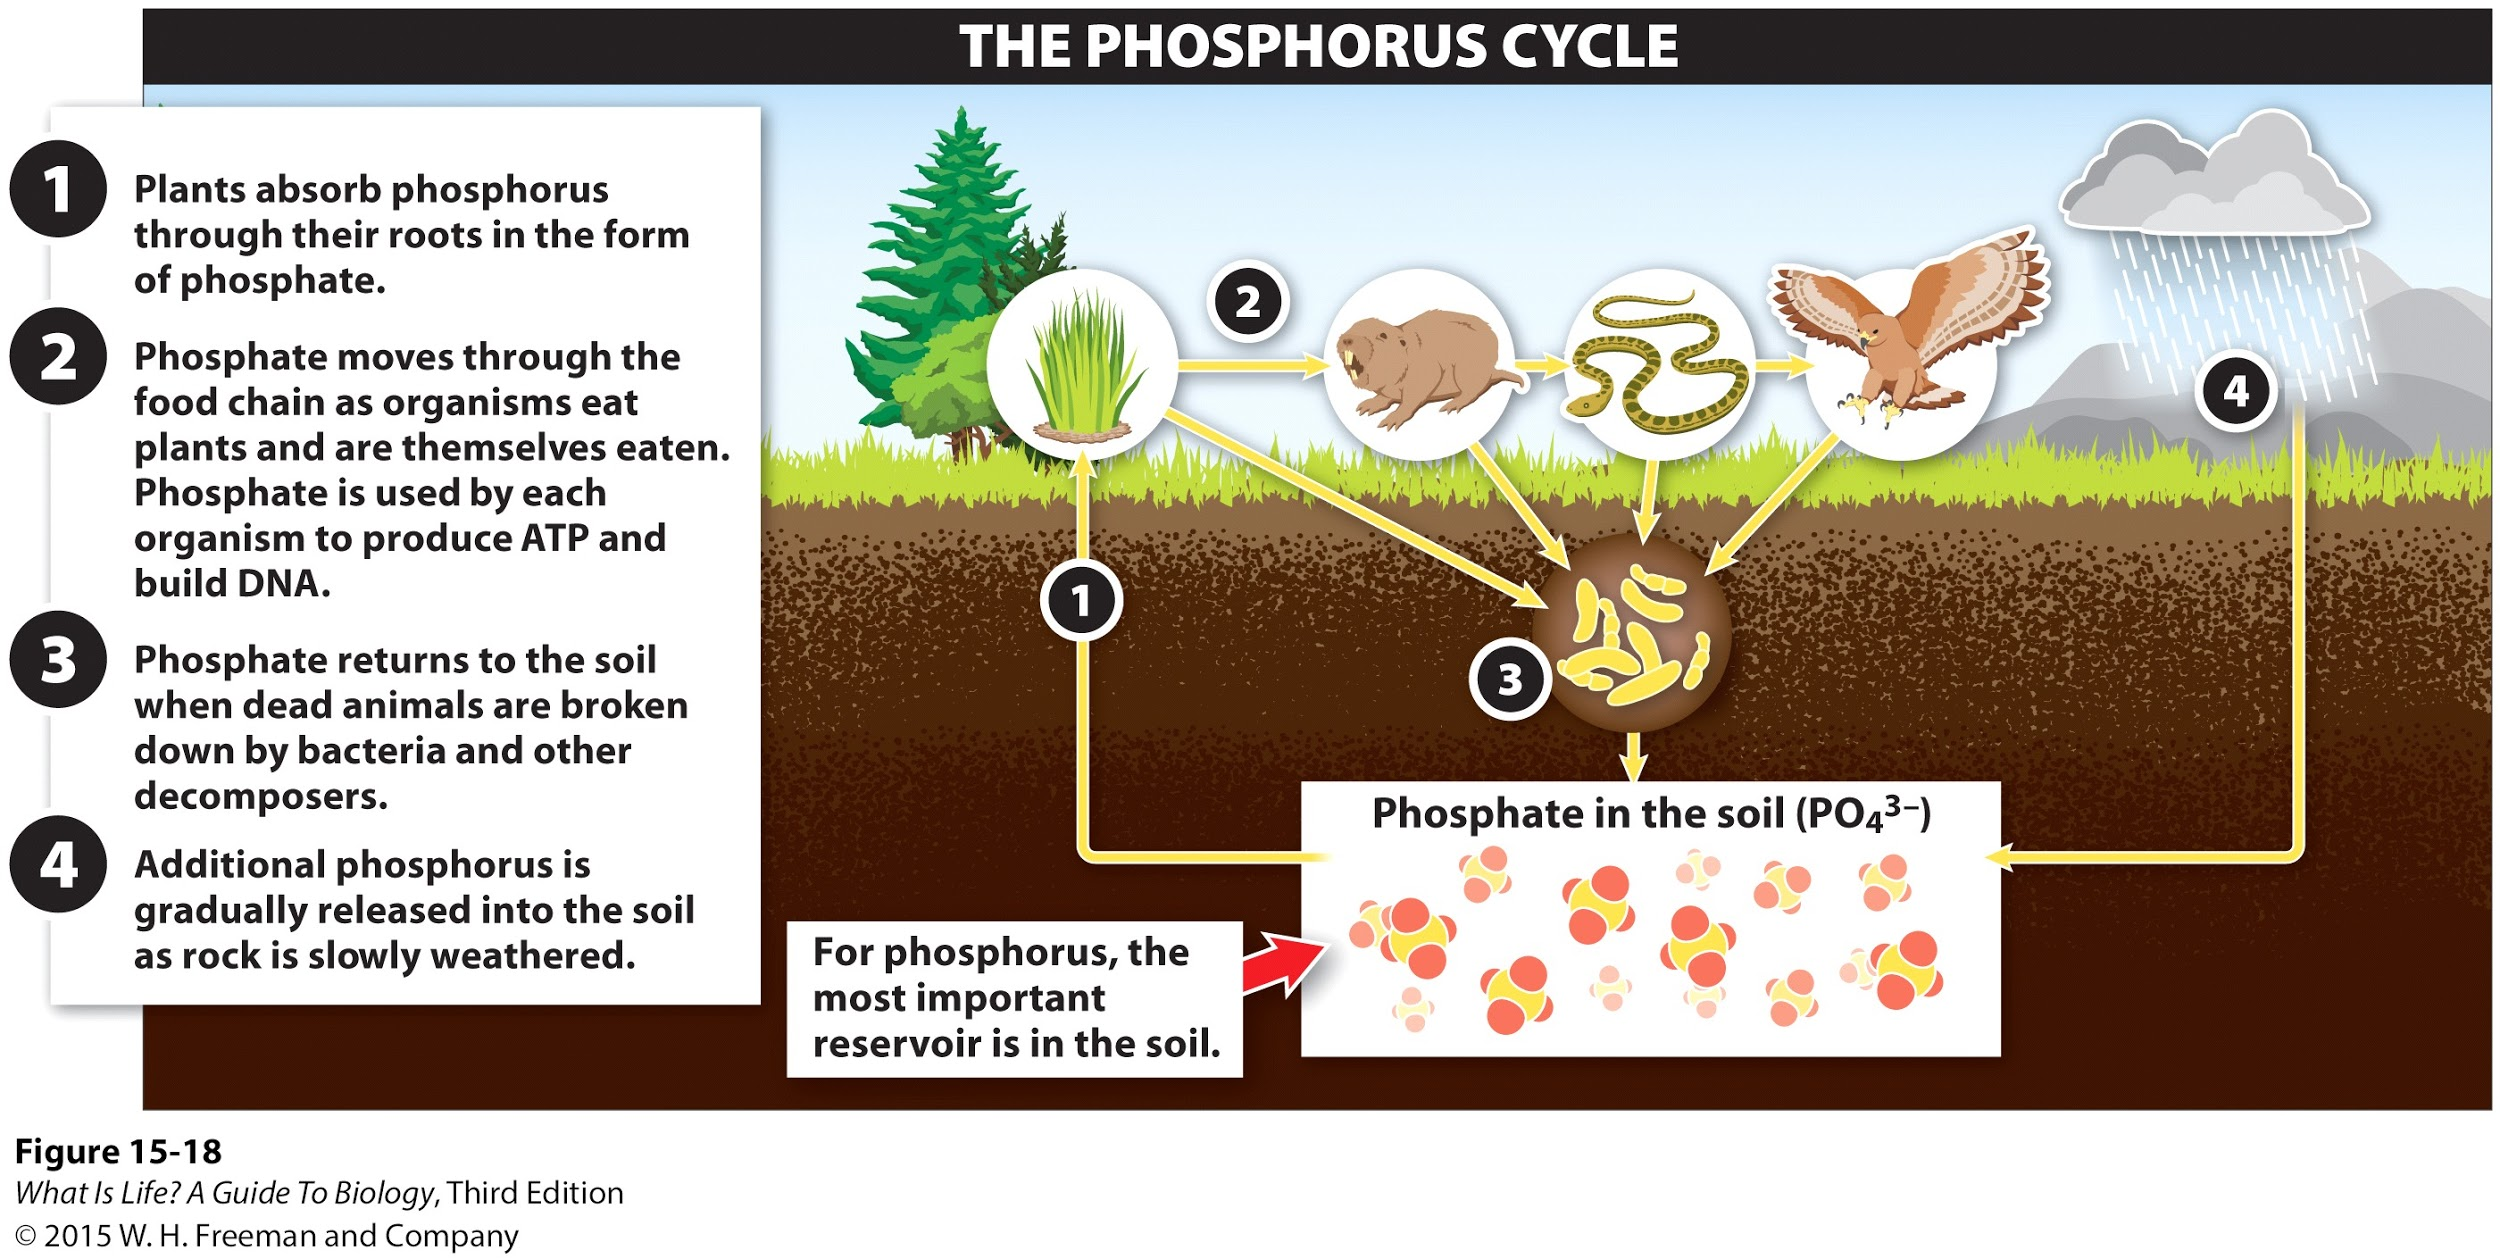 THE PHOSPHORUS CYCLE
1
Plants absorb phosphorus
through their roots in the form
of phosphate.
2
Phosphate moves through the
food chain as organisms eat
plants and are themselves eaten.
Phosphate is used by each
organism to produce ATP and
build DNA.
3
Phosphate returns to the soil
when dead animals are broken
down by bacteria and other
decomposers.
4
Additional phosphorus is
gradually released into the soil
as rock is slowly weathered.
2
4
1
3
Phosphate in the soil (PO₄³⁻)
For phosphorus, the
most important
reservoir is in the soil.
Figure 15-18
What Is Life? A Guide To Biology, Third Edition
© 2015 W. H. Freeman and Company